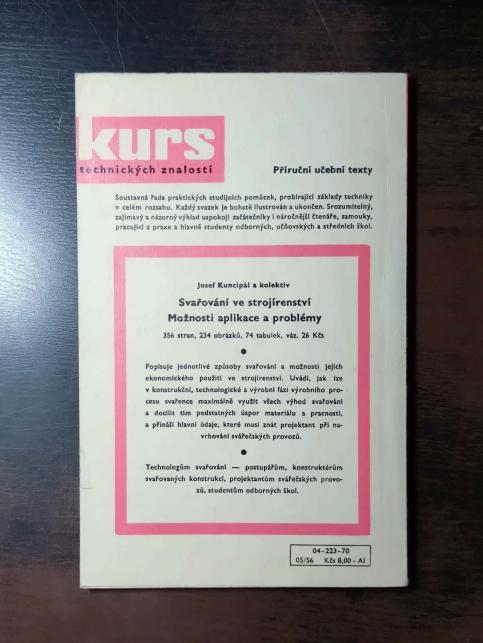 kurs
technických znalostí
Příruční učební texty
Soustavná řada praktických studijních pomůtek, probírající základy techniky
v celém rozsahu. Každý svazek je bohatě ilustrován a ukončen. Srozumitelný,
zajímavý a názorný výklad uspokojí začátečníky i náročnější čtenáře, samouky,
pracující z praxe a hlavně studenty odborných, učňovských a středních škol.
Josef Kuncipál a kolektiv
Svařování ve strojírenství
Možnosti aplikace a problémy
356 stran, 234 obrázků, 74 tabulek, váz. 26 Kčs
Popisuje jednotlivé způsoby svařování a možnosti jejich
ekonomického použití ve strojírenství. Uvádí, jak lze
v konstrukční, technologické a výrobní fázi výrobního pro-
cesu svařence maximálně využít všech výhod svařování
a docílit tím podstatných úspor materiálu a pracnosti,
a přináší hlavní údaje, které musí znát projektant při na-
vrhování svářečských provozů.
Technologům svařování — postupářům, konstruktérům
svařovaných konstrukcí, projektantům svářečských provo-
zů, studentům odborných škol.
04-223-70
05/56 Kčs 8,00 - AI